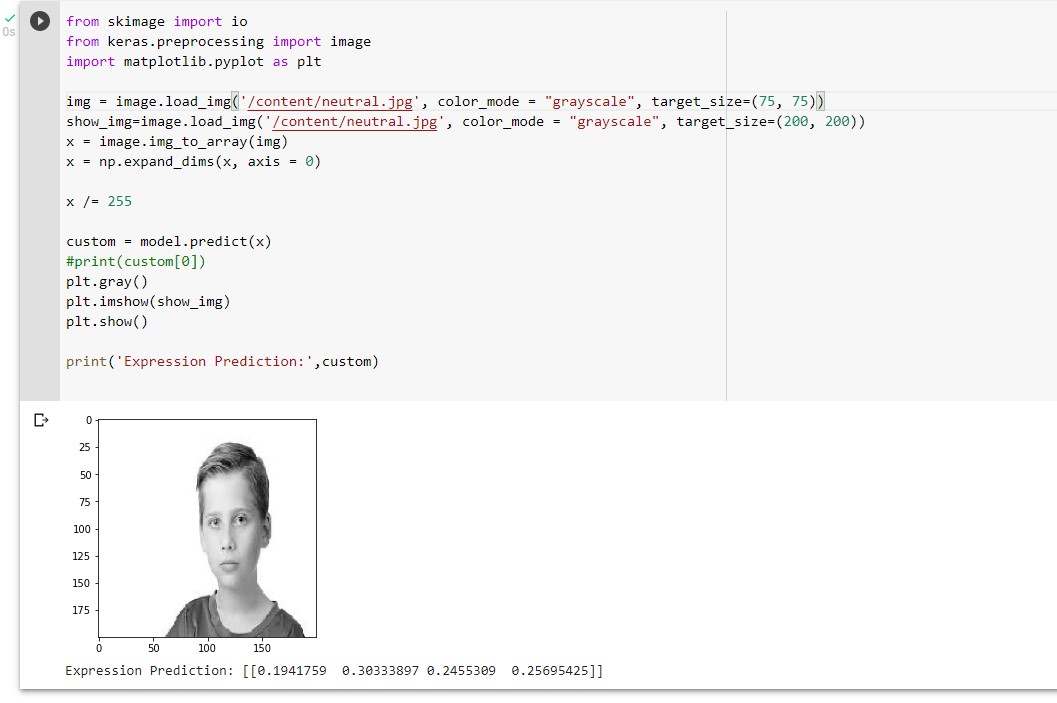 0s
from skimage import io
from keras.preprocessing import image
import matplotlib.pyplot as plt
img = image.load_img('/content/neutral.jpg', color_mode = "grayscale", target_size=(75, 75))
show_img=image.load_img('/content/neutral.jpg', color_mode = "grayscale", target_size=(200, 200))
x = image.img_to_array(img)
x = np.expand_dims(x, axis = 0)
x /= 255
custom = model.predict(x)
#print(custom[0])
plt.gray()
plt.imshow(show_img)
plt.show()
print('Expression Prediction:',custom)
0
25
50
75
100
125
150
175
0 50 100 150
Expression Prediction: [[0.1941759  0.30333897 0.2455309  0.25695425]]